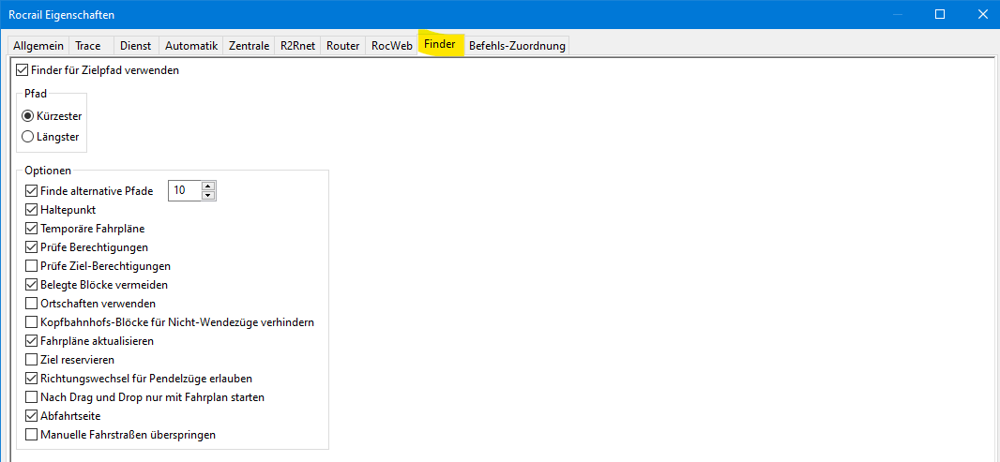 Rocrail Eigenschaften
Allgemein Trace Dienst Automatik Zentrale R2Rnet Router RocWeb Finder Befehls-Zuordnung
Finder für Zielpfad verwenden
Pfad
Kürzester
Längster
Optionen
Finde alternative Pfade 10
Haltepunkt
Temporäre Fahrpläne
Prüfe Berechtigungen
Prüfe Ziel-Berechtigungen
Belegte Blöcke vermeiden
Ortschaften verwenden
Kopfbahnhofs-Blöcke für Nicht-Wendezüge verhindern
Fahrpläne aktualisieren
Ziel reservieren
Richtungswechsel für Pendelzüge erlauben
Nach Drag und Drop nur mit Fahrplan starten
Abfahrtseite
Manuelle Fahrstraßen überspringen